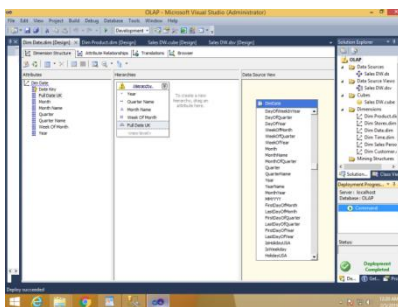 OLAP - Microsoft Visual Studio (Administrator)
File Edit View Project Build Debug Database Tools Window Help
Development
Dim Date.dim [Design] Dim Product.dim [Design] Sales DW.cube [Design] Sales DW.dsv [Design]
Dimension Structure Attribute Relationships Translations Browser
Attributes
Dim Date
Date Key
Full Date UK
Month
Month Name
Quarter
Quarter Name
Week Of Month
Year
Hierarchies
Hierarchy
Year
Quarter Name
Month Name
Week Of Month
Full Date UK
<new level>
To create a new
hierarchy, drag an
attribute here.
Data Source View
DimDate
DayOfWeekInYear
DayOfQuarter
DayOfYear
WeekOfMonth
WeekOfQuarter
WeekOfYear
Month
MonthName
MonthOfQuarter
Quarter
QuarterName
Year
YearName
MonthYear
MMYYYY
FirstDayOfMonth
LastDayOfMonth
FirstDayOfQuarter
LastDayOfQuarter
FirstDayOfYear
LastDayOfYear
IsHolidayUSA
IsWeekday
HolidayUSA
Solution Explorer
OLAP
Data Sources
Sales DW.ds
Data Source Views
Sales DW.dsv
Cubes
Sales DW.cube
Dimensions
Dim Product.dim
Dim Stores.dim
Dim Date.dim
Dim Time.dim
Dim Sales Person
Dim Customer.
Mining Structures
Solution... Class View
Deployment Progress
Server : localhost
Database : OLAP
Command
Status:
Deployment
Completed
Deploy succeeded